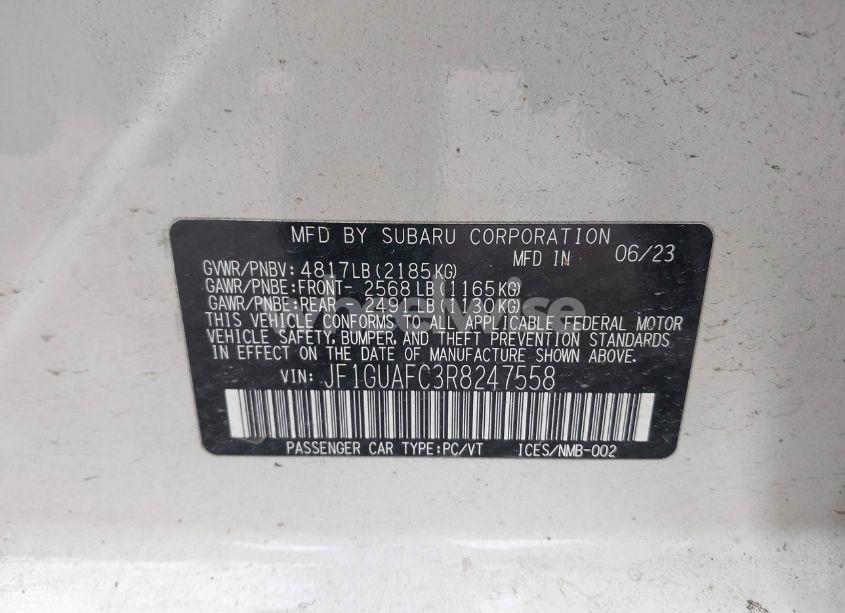 MFD BY SUBARU CORPORATION
MFD IN 06/23
GVWR/PNBV: 4817LB(2185KG)
GAWR/PNBE:FRONT- 2568LB(1165KG)
GAWR/PNBE:REAR - 2491LB(1130KG)
THIS VEHICLE CONFORMS TO ALL APPLICABLE FEDERAL MOTOR
VEHICLE SAFETY, BUMPER, AND THEFT PREVENTION STANDARDS
IN EFFECT ON THE DATE OF MANUFACTURE SHOWN ABOVE.
VIN: JF1GUAFC3R8247558
PASSENGER CAR TYPE:PC/VT ICES/NMB-002
wheelwise